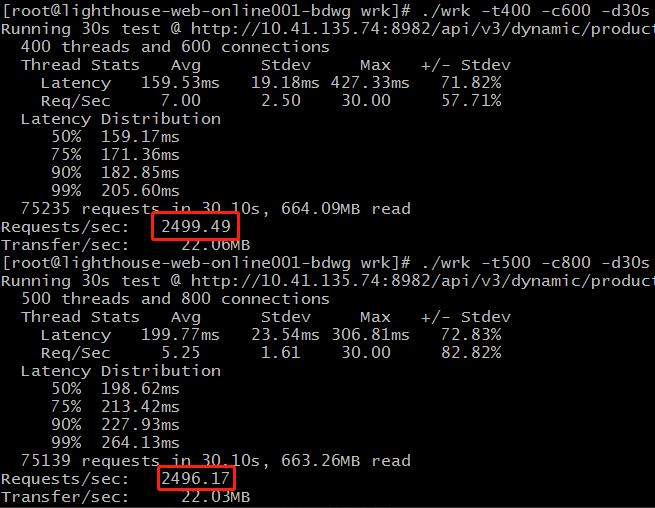 [root@lighthouse-web-online001-bdwg wrk]# ./wrk -t400 -c600 -d30s
Running 30s test @ http://10.41.135.74:8982/api/v3/dynamic/product
400 threads and 600 connections
Thread Stats Avg Stdev Max +/- Stdev
Latency 159.53ms 19.18ms 427.33ms 71.82%
Req/Sec 7.00 2.50 30.00 57.71%
Latency Distribution
50% 159.17ms
75% 171.36ms
90% 182.85ms
99% 205.60ms
75235 requests in 30.10s, 664.09MB read
Requests/sec: 2499.49
Transfer/sec: 22.06MB
[root@lighthouse-web-online001-bdwg wrk]# ./wrk -t500 -c800 -d30s
Running 30s test @ http://10.41.135.74:8982/api/v3/dynamic/product
500 threads and 800 connections
Thread Stats Avg Stdev Max +/- Stdev
Latency 199.77ms 23.54ms 306.81ms 72.83%
Req/Sec 5.25 1.61 30.00 82.82%
Latency Distribution
50% 198.62ms
75% 213.42ms
90% 227.93ms
99% 264.13ms
75139 requests in 30.10s, 663.26MB read
Requests/sec: 2496.17
Transfer/sec: 22.03MB